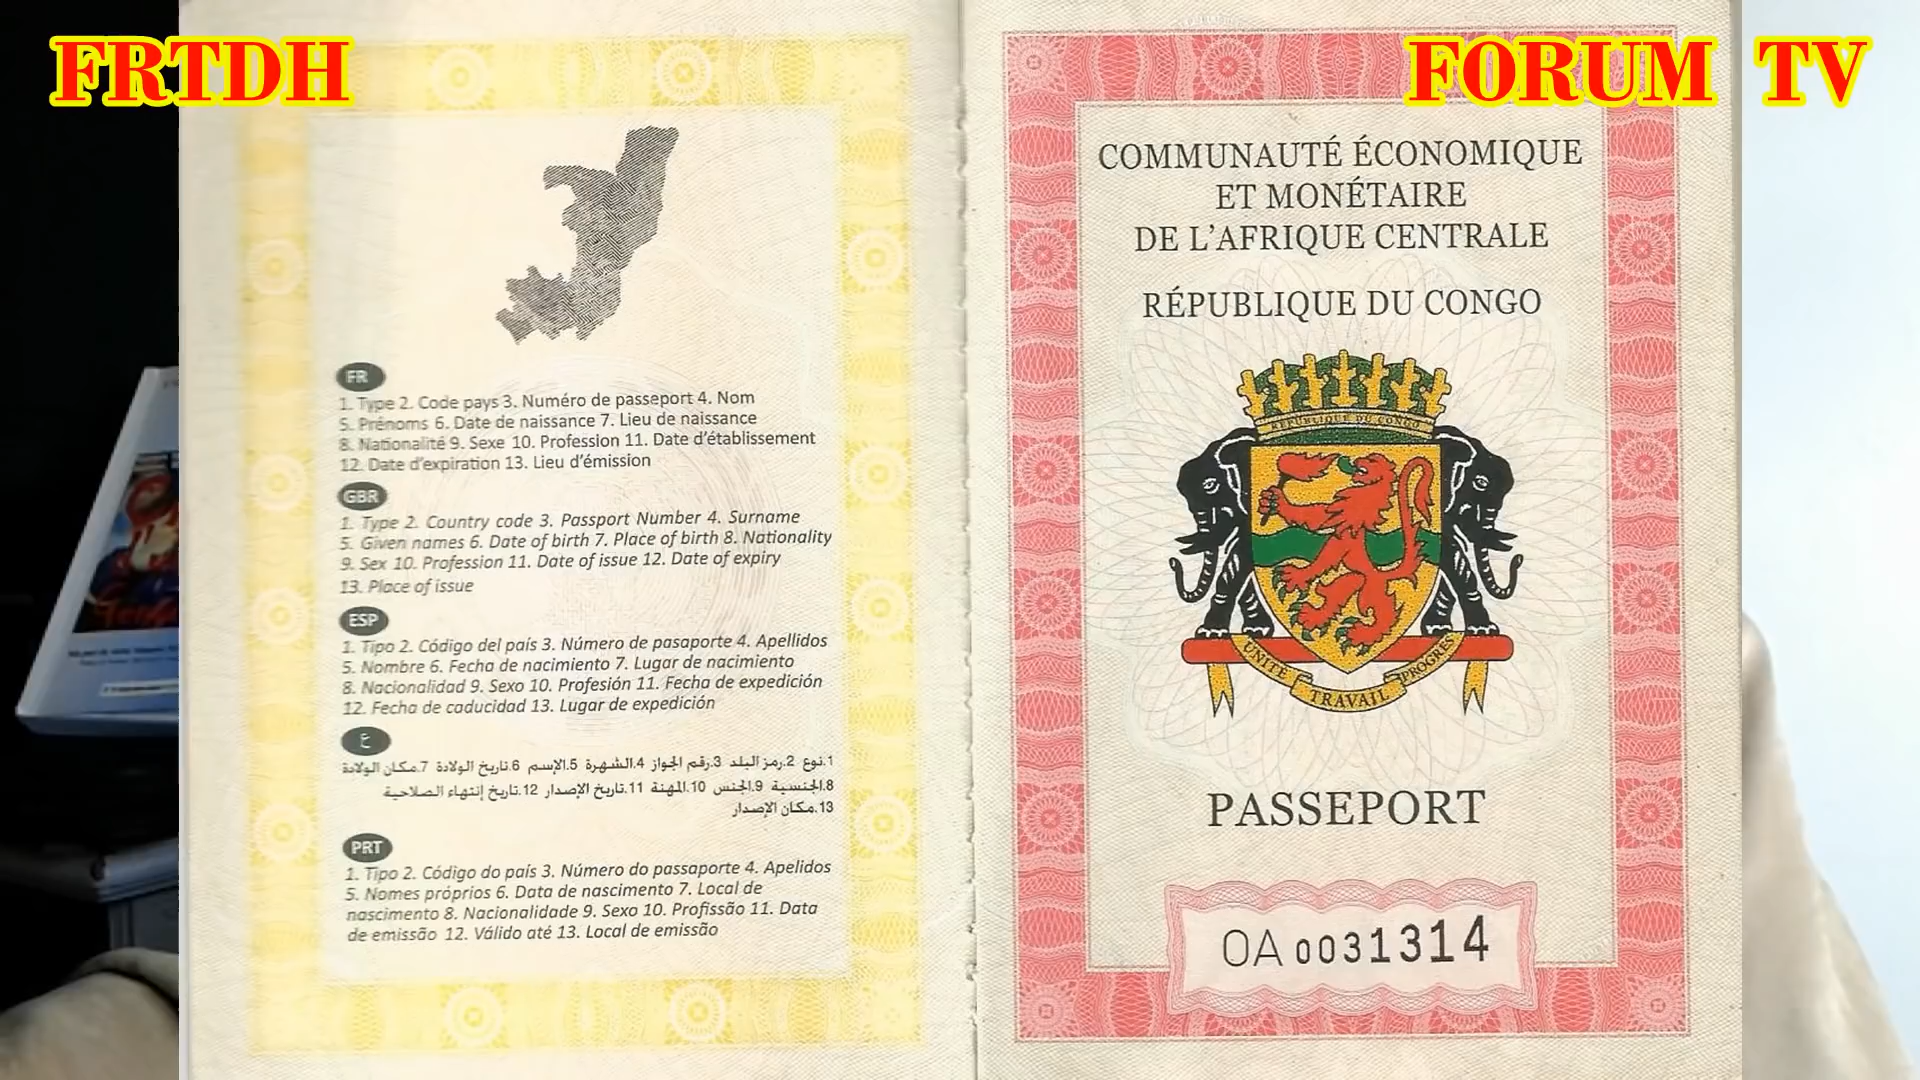 FRTDH
FORUM TV
FR
1. Type 2. Code pays 3. Numéro de passeport 4. Nom
5. Prénoms 6. Date de naissance 7. Lieu de naissance
8. Nationalité 9. Sexe 10. Profession 11. Date d'établissement
12. Date d'expiration 13. Lieu d'émission
GBR
1. Type 2. Country code 3. Passport Number 4. Surname
5. Given names 6. Date of birth 7. Place of birth 8. Nationality
9. Sex 10. Profession 11. Date of issue 12. Date of expiry
13. Place of issue
ESP
1. Tipo 2. Código del país 3. Número de pasaporte 4. Apellidos
5. Nombre 6. Fecha de nacimiento 7. Lugar de nacimiento
8. Nacionalidad 9. Sexo 10. Profesión 11. Fecha de expedición
12. Fecha de caducidad 13. Lugar de expedición
ع
1.نوع 2.رمز البلد 3.رقم الجواز 4.الشهرة 5.الإسم 6.تاريخ الولادة 7.مكان الولادة
8.الجنسية 9.الجنس 10.المهنة 11.تاريخ الإصدار 12.تاريخ إنتهاء الصلاحية
13.مكان الإصدار
PRT
1. Tipo 2. Código do país 3. Número do passaporte 4. Apelidos
5. Nomes próprios 6. Data de nascimento 7. Local de
nascimento 8. Nacionalidade 9. Sexo 10. Profissão 11. Data
de emissão 12. Válido até 13. Local de emissão
COMMUNAUTÉ ÉCONOMIQUE
ET MONÉTAIRE
DE L'AFRIQUE CENTRALE
RÉPUBLIQUE DU CONGO
RÉPUBLIQUE DU CONGO
UNITÉ TRAVAIL PROGRÈS
PASSEPORT
OA0031314